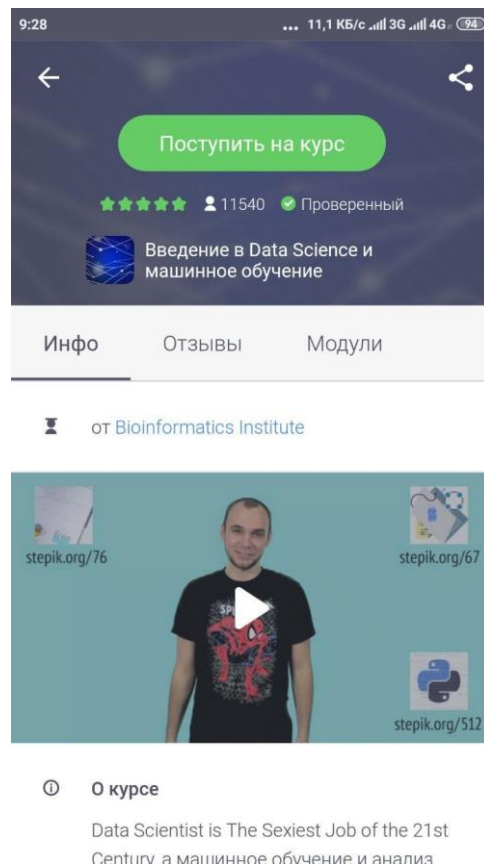 9:28
... 11,1 КБ/с 3G 4G 94
Поступить на курс
11540 Проверенный
Введение в Data Science и
машинное обучение
Инфо Отзывы Модули
от Bioinformatics Institute
stepik.org/76
stepik.org/67
stepik.org/512
О курсе
Data Scientist is The Sexiest Job of the 21st
Century, а машинное обучение и анализ